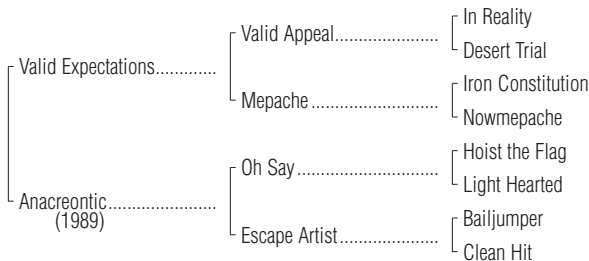 In Reality
Valid Appeal.....................
Desert Trial
Valid Expectations.............
Iron Constitution
Mepache..........................
Nowmepache
Hoist the Flag
Oh Say.............................
Light Hearted
Anacreontic.......................
(1989)
Bailjumper
Escape Artist....................
Clean Hit